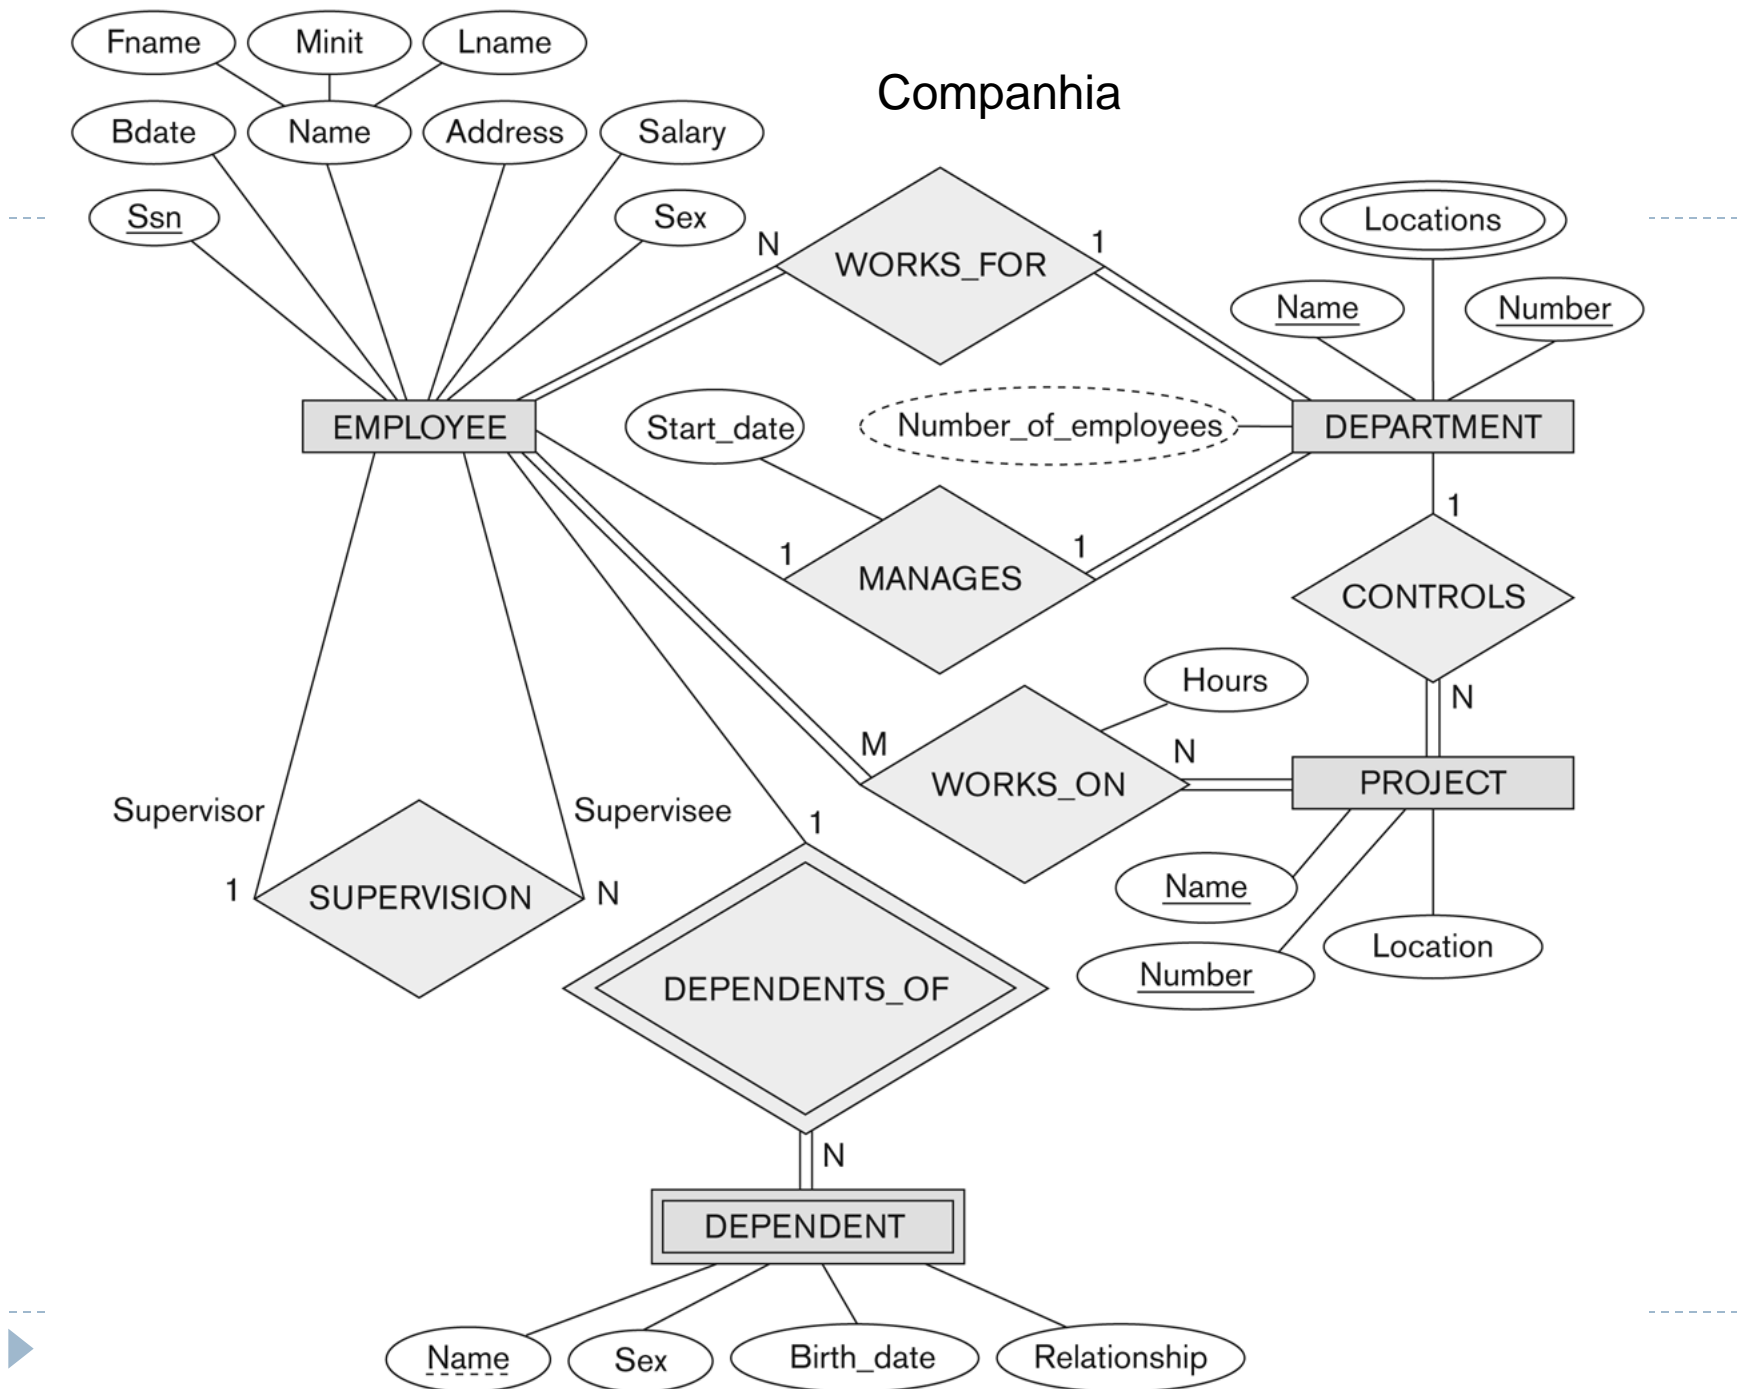 Fname Minit Lname
Companhia
Bdate Name Address Salary
Ssn Sex
Locations
N WORKS_FOR 1
Name Number
EMPLOYEE Start_date Number_of_employees DEPARTMENT
1
1 MANAGES 1
CONTROLS
Hours
N
M N
WORKS_ON PROJECT
Supervisor Supervisee
1
Name
1 SUPERVISION N
Location
Number
DEPENDENTS_OF
N
DEPENDENT
Name Sex Birth_date Relationship